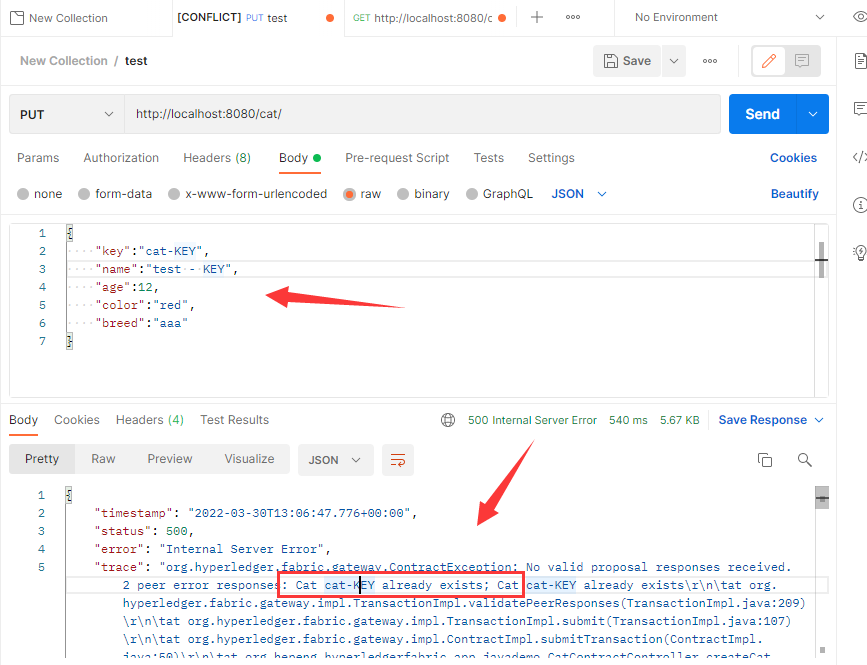 New Collection
[CONFLICT] PUT test
GET http://localhost:8080/c
No Environment
New Collection / test
Save
PUT
http://localhost:8080/cat/
Send
Params Authorization Headers (8) Body Pre-request Script Tests Settings Cookies
none form-data x-www-form-urlencoded raw binary GraphQL JSON Beautify
1 {
2 "key":"cat-KEY",
3 "name":"test - KEY",
4 "age":12,
5 "color":"red",
6 "breed":"aaa"
7 }
Body Cookies Headers (4) Test Results 500 Internal Server Error 540 ms 5.67 KB Save Response
Pretty Raw Preview Visualize JSON
1 {
2 "timestamp": "2022-03-30T13:06:47.776+00:00",
3 "status": 500,
4 "error": "Internal Server Error",
5 "trace": "org.hyperledger.fabric.gateway.ContractException: No valid proposal responses received.
2 peer error responses: Cat cat-KEY already exists; Cat cat-KEY already exists\r\n\tat org.
hyperledger.fabric.gateway.impl.TransactionImpl.validatePeerResponses(TransactionImpl.java:209)
\r\n\tat org.hyperledger.fabric.gateway.impl.TransactionImpl.submit(TransactionImpl.java:107)
\r\n\tat org.hyperledger.fabric.gateway.impl.ContractImpl.submitTransaction(ContractImpl.
java:50)\r\n\tat org.hepeng.hyperledgerfabric.app.javademo.CatContractController.createCat